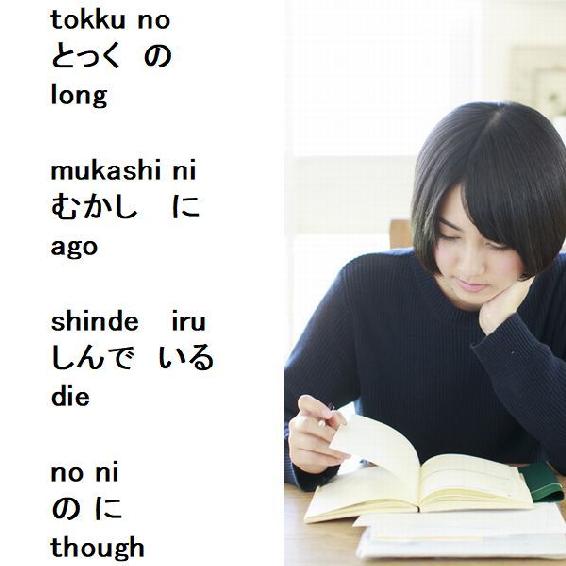 tokku no
とっく の
long
mukashi ni
むかし に
ago
shinde iru
しんで いる
die
no ni
の に
though